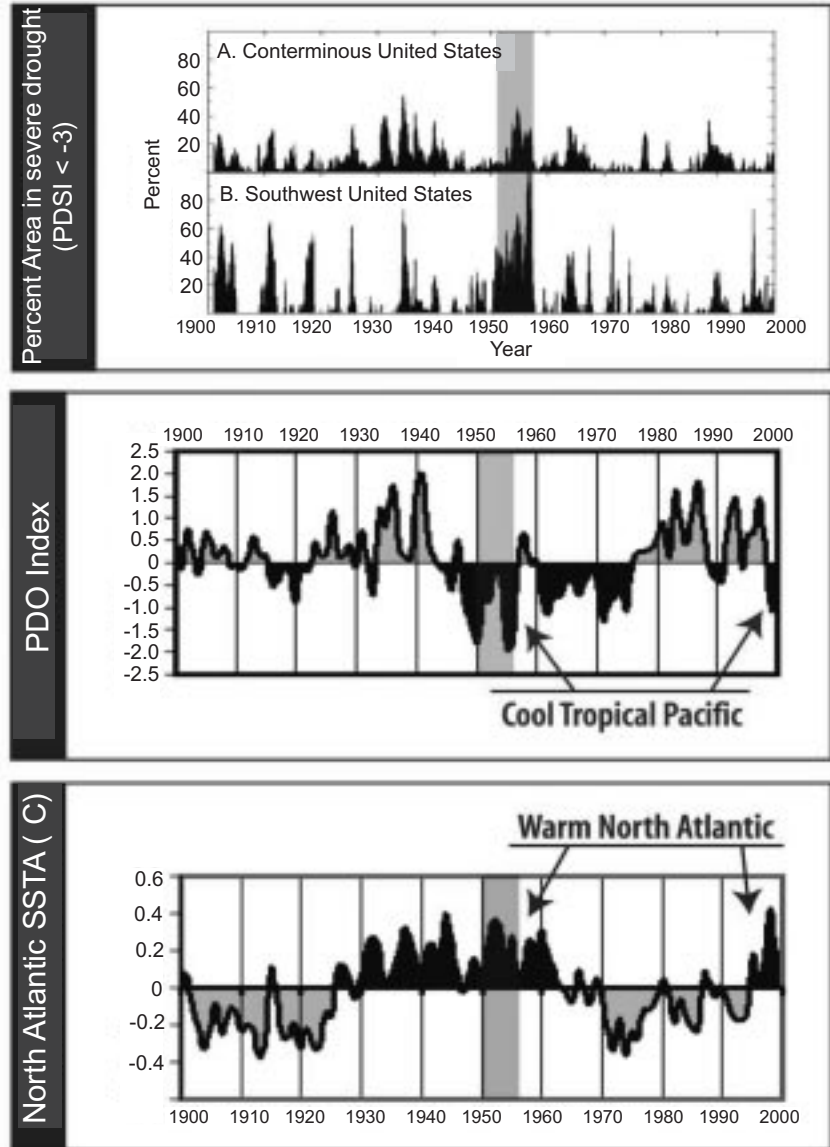 Percent Area in severe drought
(PDSI < -3)
Percent
A. Conterminous United States
80
60
40
20
B. Southwest United States
80
60
40
20
1900 1910 1920 1930 1940 1950 1960 1970 1980 1990 2000
Year
PDO Index
1900 1910 1920 1930 1940 1950 1960 1970 1980 1990 2000
2.5
2.0
1.5
1.0
0.5
0
-0.5
-1.0
-1.5
-2.0
-2.5
Cool Tropical Pacific
North Atlantic SSTA ( C)
Warm North Atlantic
0.6
0.4
0.2
0
-0.2
-0.4
1900 1910 1920 1930 1940 1950 1960 1970 1980 1990 2000